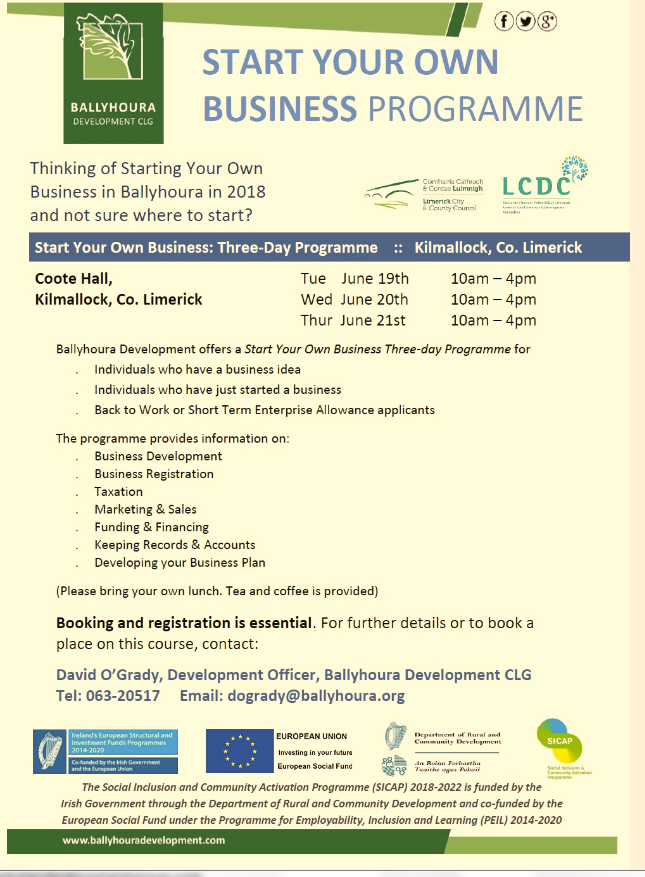 BALLYHOURA
DEVELOPMENT CLG
START YOUR OWN
BUSINESS PROGRAMME
Thinking of Starting Your Own
Business in Ballyhoura in 2018
and not sure where to start?
Comhairle Cathrach
& Contae Luimnigh
Limerick City
& County Council
LCDC
Start Your Own Business: Three-Day Programme :: Kilmallock, Co. Limerick
Coote Hall,
Kilmallock, Co. Limerick
Tue June 19th 10am – 4pm
Wed June 20th 10am – 4pm
Thur June 21st 10am – 4pm
Ballyhoura Development offers a Start Your Own Business Three-day Programme for
. Individuals who have a business idea
. Individuals who have just started a business
. Back to Work or Short Term Enterprise Allowance applicants
The programme provides information on:
. Business Development
. Business Registration
. Taxation
. Marketing & Sales
. Funding & Financing
. Keeping Records & Accounts
. Developing your Business Plan
(Please bring your own lunch. Tea and coffee is provided)
Booking and registration is essential. For further details or to book a
place on this course, contact:
David O'Grady, Development Officer, Ballyhoura Development CLG
Tel: 063-20517 Email: dogrady@ballyhoura.org
Ireland's European Structural and
Investment Funds Programmes
2014-2020
Co-funded by the Irish Government
and the European Union
EUROPEAN UNION
Investing in your future
European Social Fund
Department of Rural and
Community Development
An Roinn Forbartha
Tuaithe agus Pobail
SICAP
Social Inclusion &
Community Activation
Programme
The Social Inclusion and Community Activation Programme (SICAP) 2018-2022 is funded by the
Irish Government through the Department of Rural and Community Development and co-funded by the
European Social Fund under the Programme for Employability, Inclusion and Learning (PEIL) 2014-2020
www.ballyhouradevelopment.com